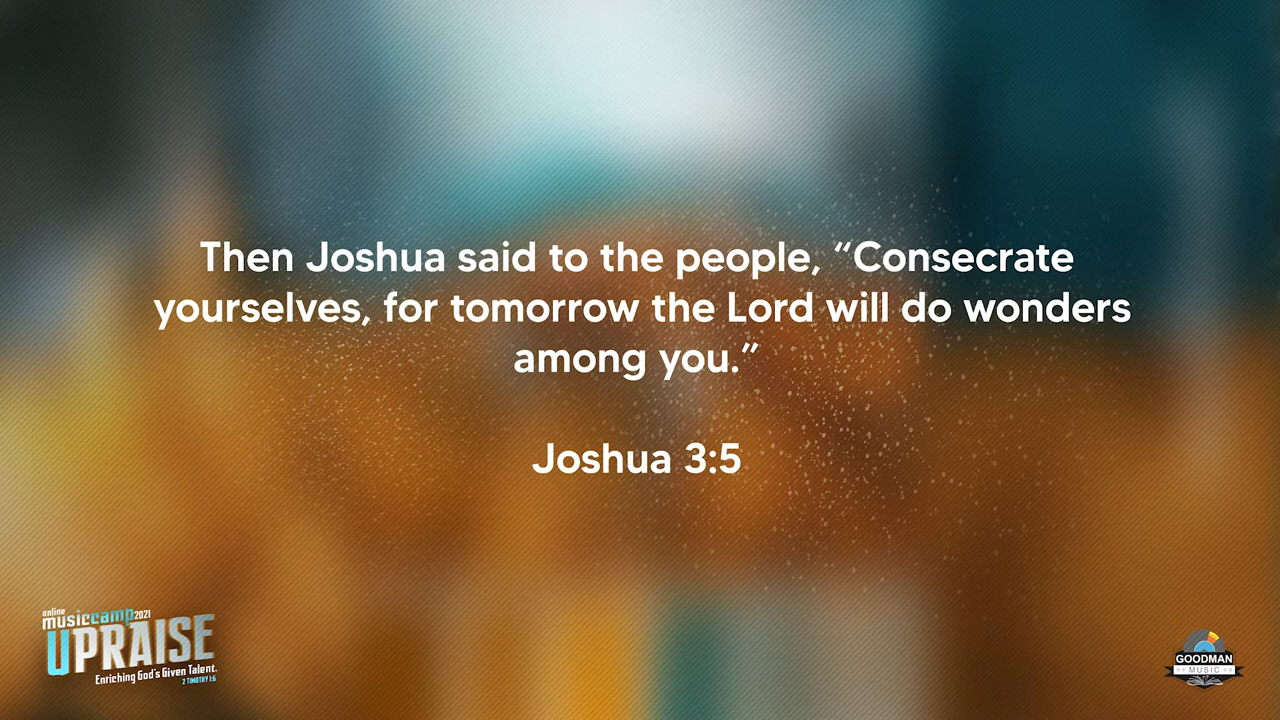 Then Joshua said to the people, “Consecrate
yourselves, for tomorrow the Lord will do wonders
among you.”
Joshua 3:5
online
musiccamp2021
UPRAISE
Enriching God's Given Talent.
2 TIMOTHY 1:6
GOODMAN
MUSIC